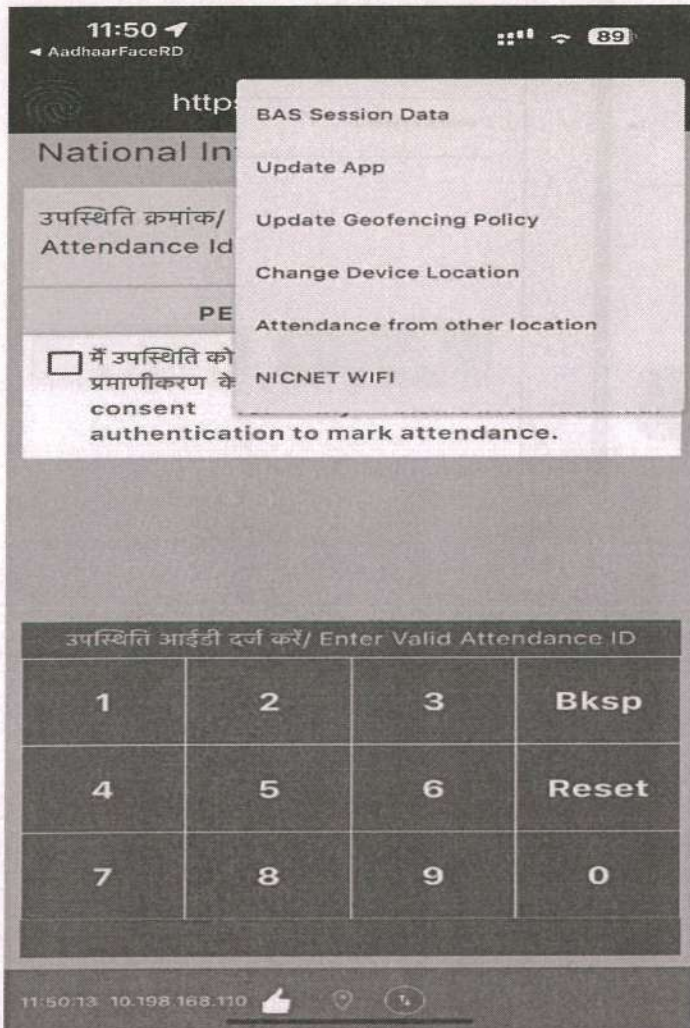 11:50
◄ AadhaarFaceRD
89
https
BAS Session Data
National In
Update App
उपस्थिति क्रमांक/
Attendance Id
Update Geofencing Policy
Change Device Location
PE
Attendance from other location
मैं उपस्थिति को
प्रमाणीकरण के
NICNET WIFI
consent
authentication to mark attendance.
उपस्थिति आईडी दर्ज करें/ Enter Valid Attendance ID
1 2 3 Bksp
4 5 6 Reset
7 8 9 0
11:50:13 10.198.168.110